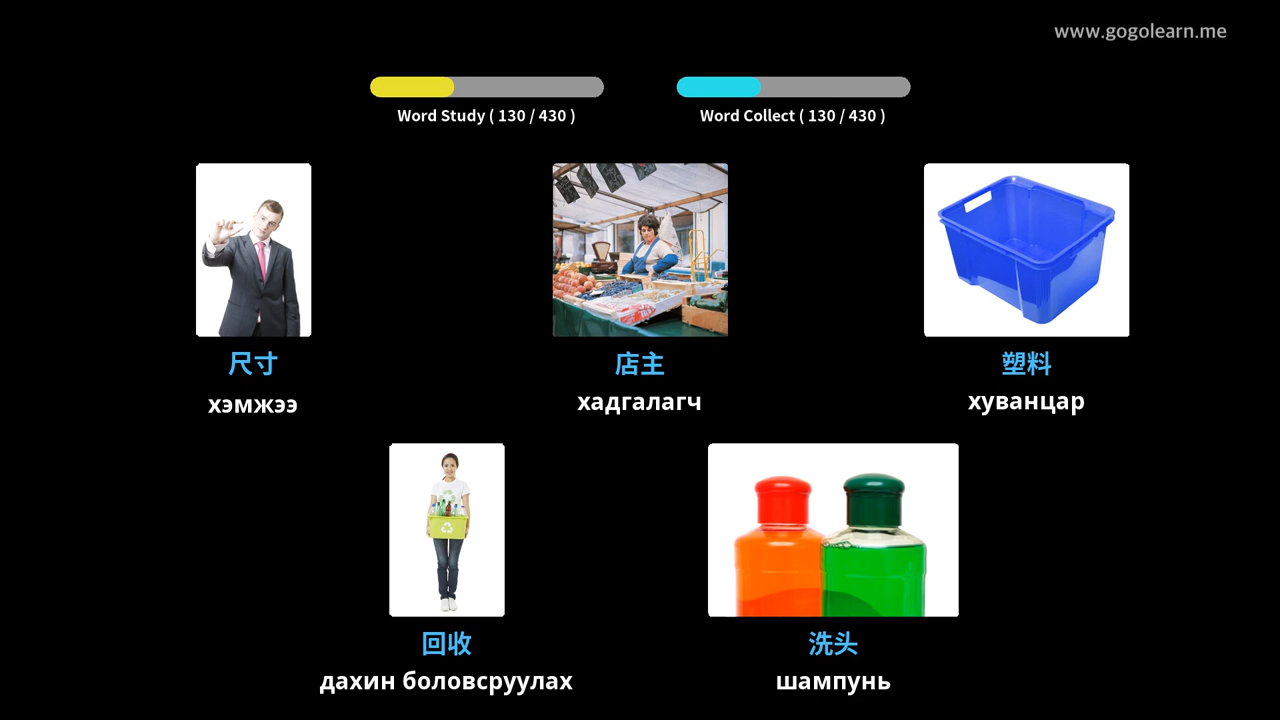 www.gogolearn.me
Word Study ( 130 / 430 )
Word Collect ( 130 / 430 )
尺寸
店主
塑料
хэмжээ
хадгалагч
хуванцар
回收
洗头
дахин боловсруулах
шампунь